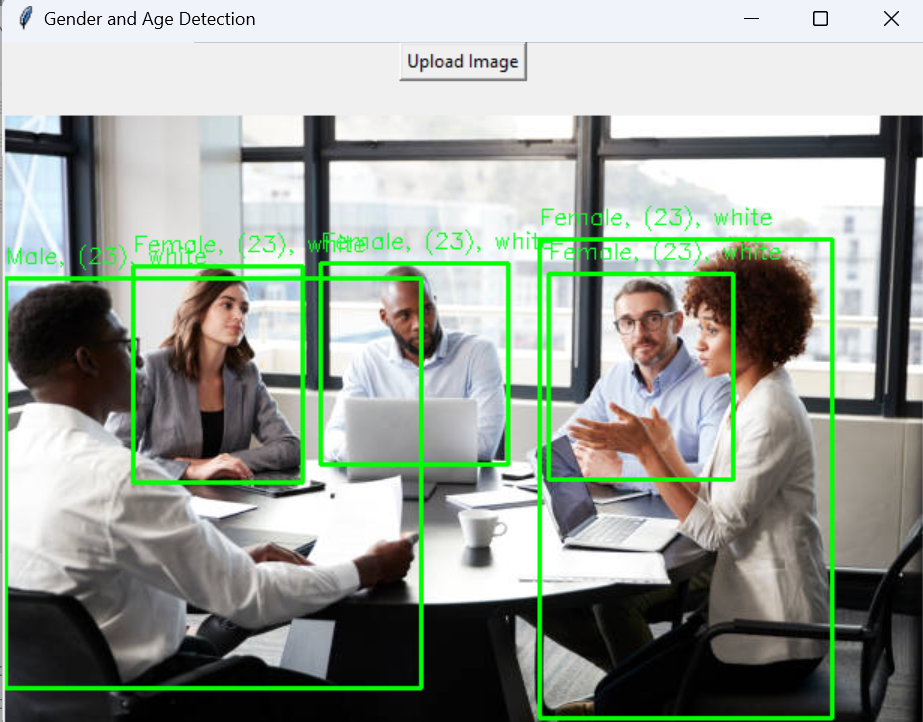 Gender and Age Detection
Upload Image
Female, (23), white
Male, (23), white
Female, (23), white
Female, (23), white
Female, (23), white